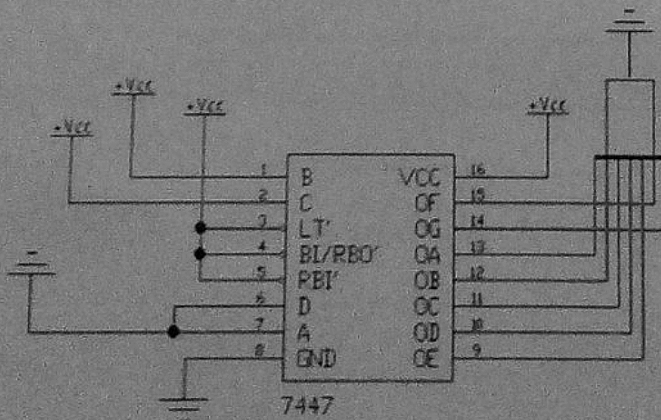 +Vcc
+Vcc
+Vcc
+Vcc
1 B VCC 16
2 C OF 15
3 LT' OG 14
4 BI/RBO' OA 13
5 RBI' OB 12
6 D OC 11
7 A OD 10
8 GND OE 9
7447